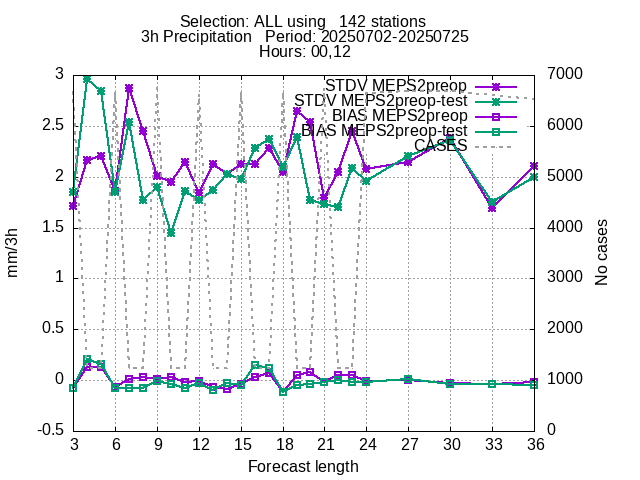 Selection: ALL using   142 stations
3h Precipitation   Period: 20250702-20250725
Hours: 00,12
STDV MEPS2preop
STDV MEPS2preop-test
BIAS MEPS2preop
BIAS MEPS2preop-test
CASES
3
2.5
2
1.5
1
0.5
0
-0.5
mm/3h
7000
6000
5000
4000
3000
2000
1000
0
No cases
3 6 9 12 15 18 21 24 27 30 33 36
Forecast length